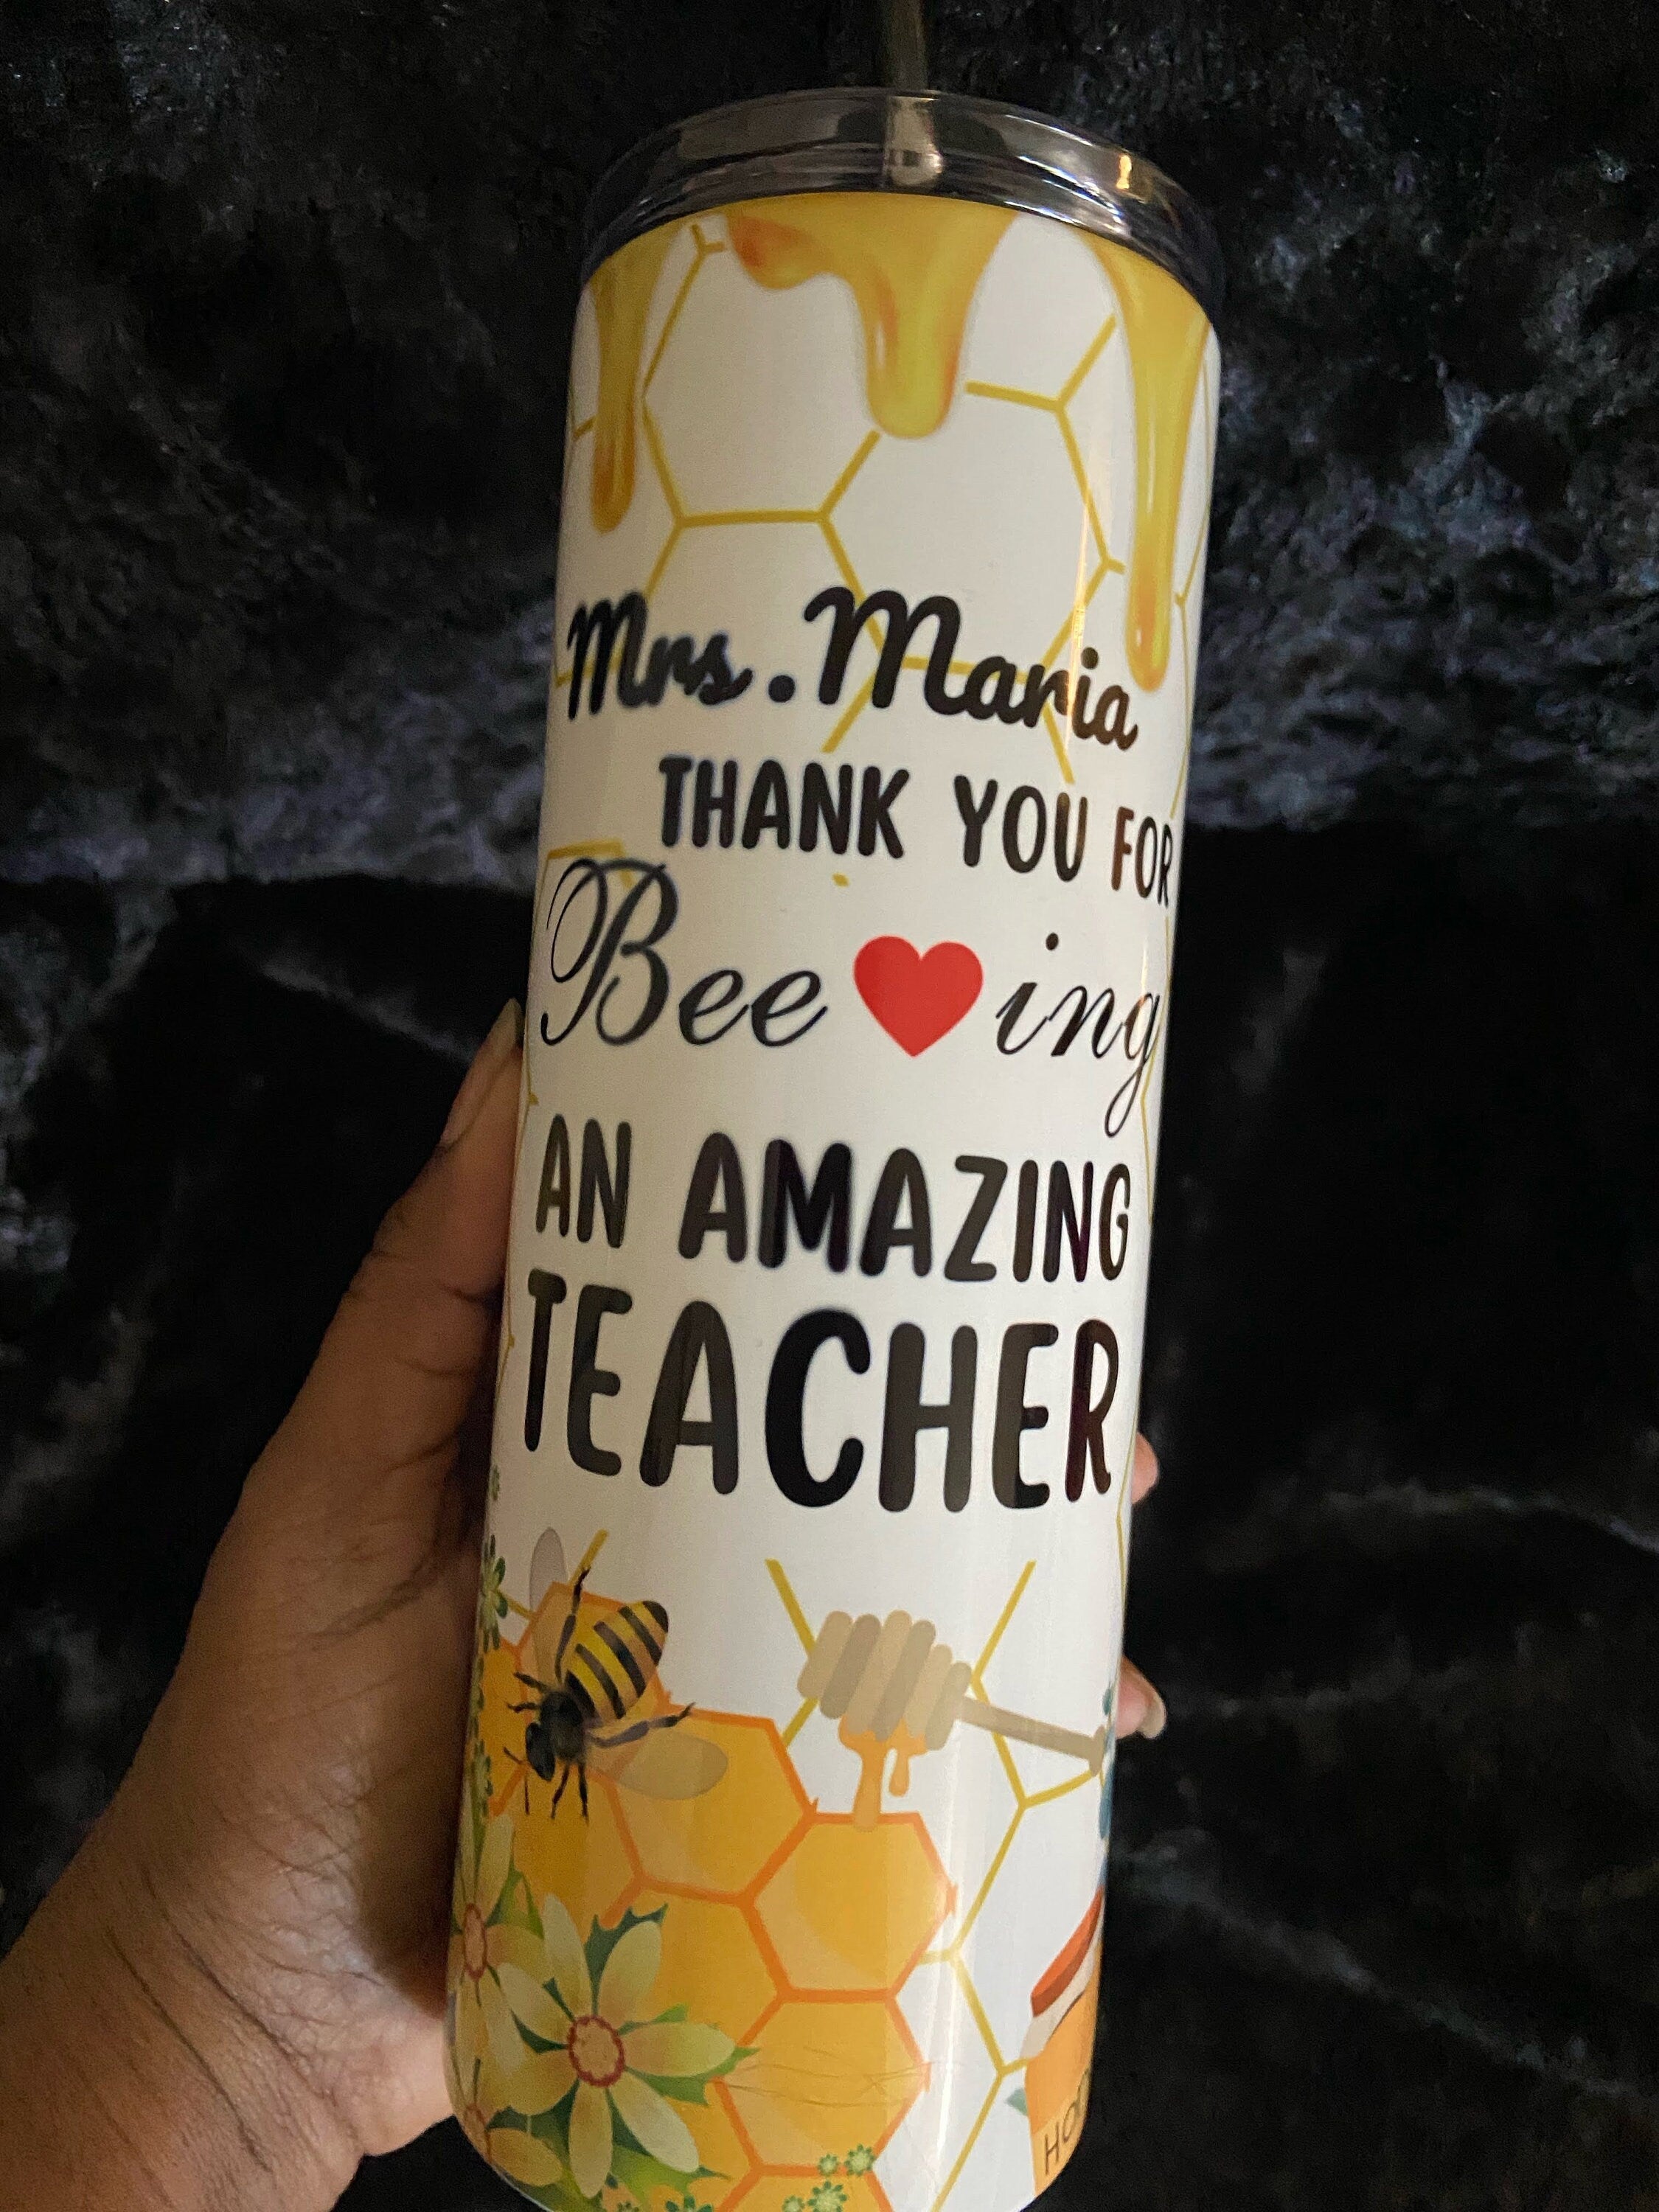 Mrs. Maria
THANK YOU FOR
Bee ing
AN AMAZING
TEACHER